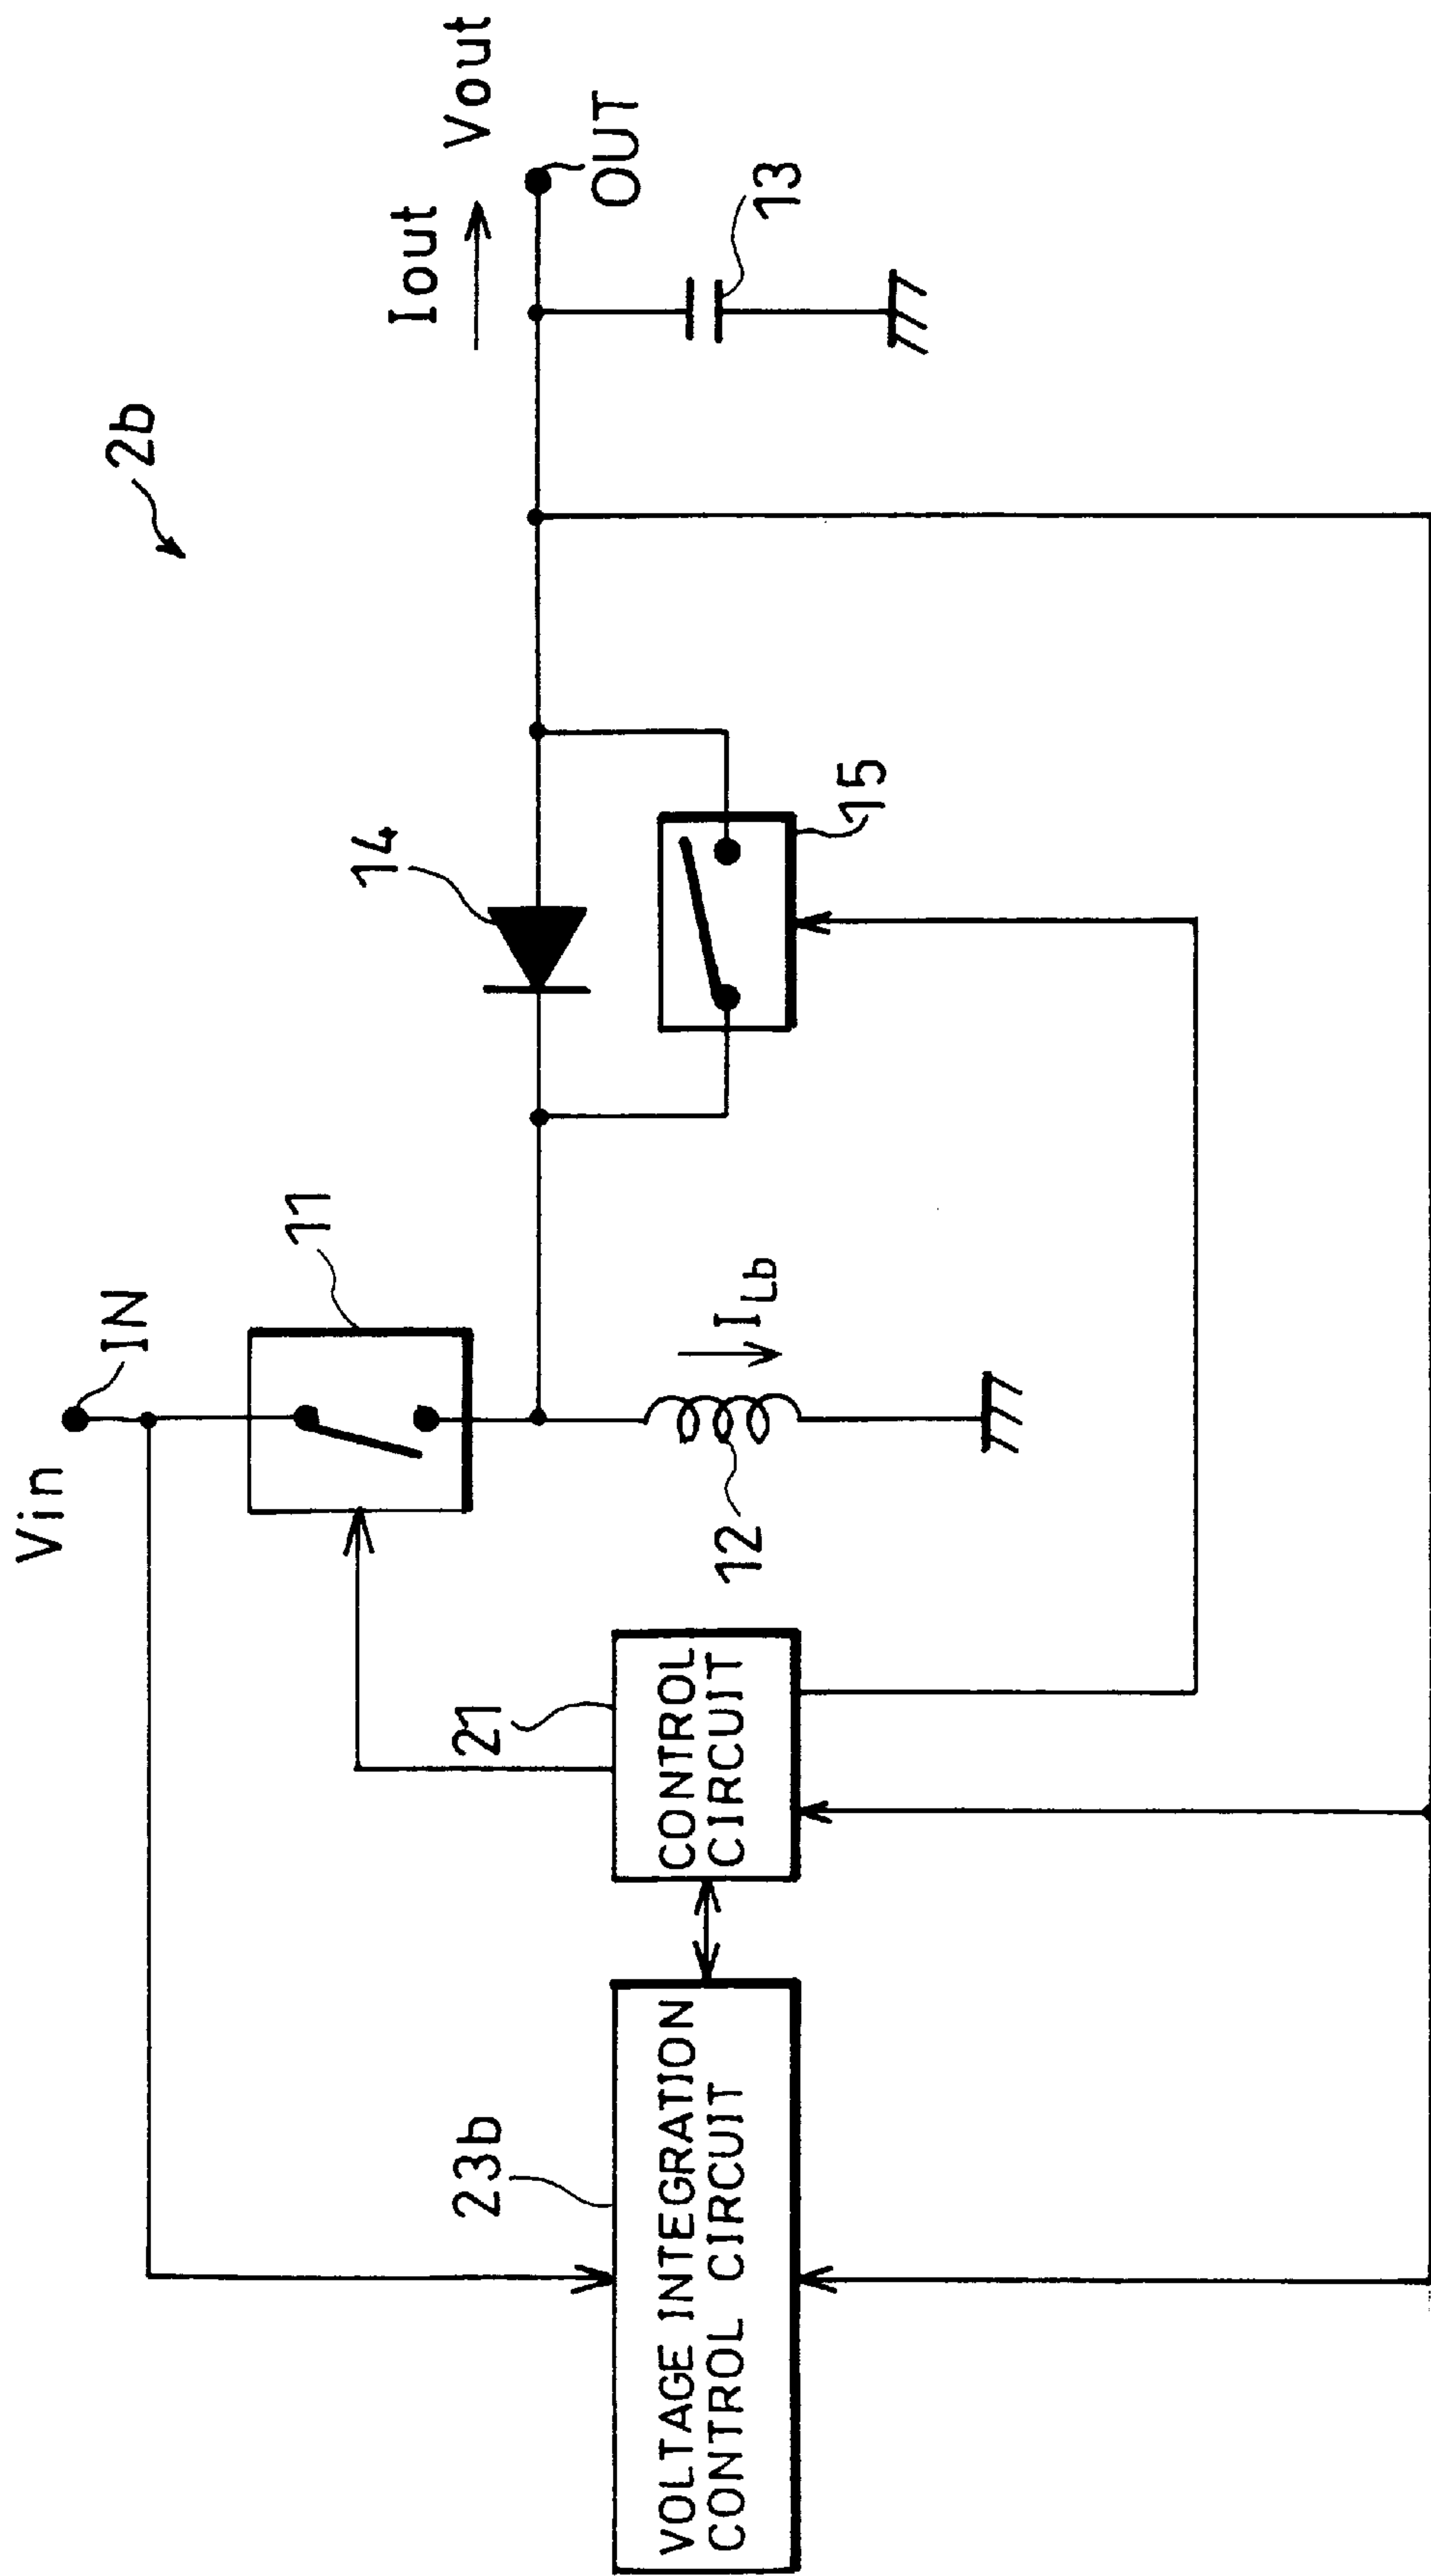 2b
Vin
IN
11
14
Iout
Vout
OUT
13
15
12
I Lb
21
CONTROL
CIRCUIT
23b
VOLTAGE INTEGRATION
CONTROL CIRCUIT